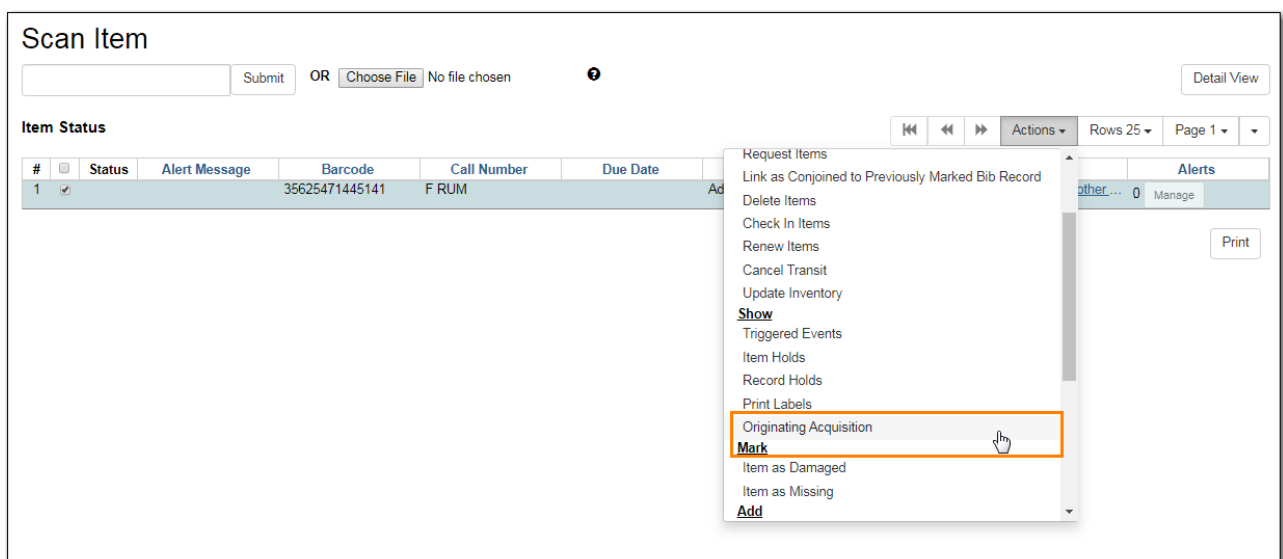 Scan Item
Submit OR Choose File No file chosen Detail View
Item Status Actions Rows 25 Page 1
# Status Alert Message Barcode Call Number Due Date Alerts
1 35625471445141 F RUM Ad other ... 0 Manage
Print
Request Items
Link as Conjoined to Previously Marked Bib Record
Delete Items
Check In Items
Renew Items
Cancel Transit
Update Inventory
Show
Triggered Events
Item Holds
Record Holds
Print Labels
Originating Acquisition
Mark
Item as Damaged
Item as Missing
Add